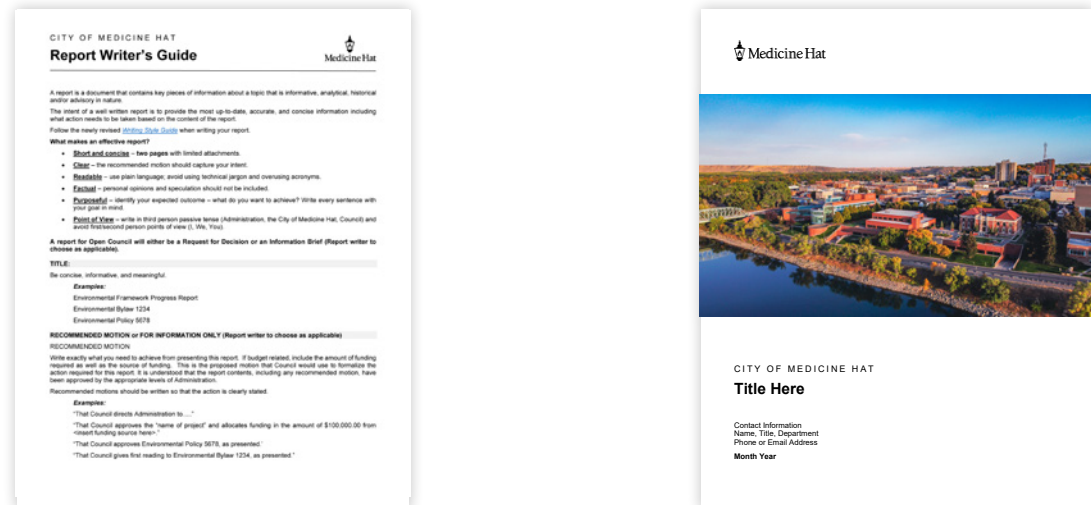 CITY OF MEDICINE HAT
Report Writer's Guide
Medicine Hat
A report is a document that contains key pieces of information about a topic that is informative, analytical, historical
and/or advisory in nature.
The intent of a well written report is to provide the most up-to-date, accurate, and concise information including
what action needs to be taken based on the content of the report.
Follow the newly revised Writing Style Guide when writing your report.
What makes an effective report?
• Short and concise – two pages with limited attachments.
• Clear – the recommended motion should capture your intent.
• Readable – use plain language; avoid using technical jargon and overusing acronyms.
• Factual – personal opinions and speculation should not be included.
• Purposeful – identify your expected outcome – what do you want to achieve? Write every sentence with
your goal in mind.
• Point of View – write in third person passive tense (Administration, the City of Medicine Hat, Council) and
avoid first/second person points of view (I, We, You).
A report for Open Council will either be a Request for Decision or an Information Brief (Report writer to
choose as applicable).
TITLE:
Be concise, informative, and meaningful.
Examples:
Environmental Framework Progress Report
Environmental Bylaw 1234
Environmental Policy 5678
RECOMMENDED MOTION or FOR INFORMATION ONLY (Report writer to choose as applicable)
RECOMMENDED MOTION
Write exactly what you need to achieve from presenting this report. If budget related, include the amount of funding
required as well as the source of funding. This is the proposed motion that Council would use to formalize the
action required for this report. It is understood that the report contents, including any recommended motion, have
been approved by the appropriate levels of Administration.
Recommended motions should be written so that the action is clearly stated.
Examples:
"That Council directs Administration to…."
"That Council approves the "name of project" and allocates funding in the amount of $100,000.00 from
<insert funding source here>."
"That Council approves Environmental Policy 5678, as presented.'
"That Council gives first reading to Environmental Bylaw 1234, as presented."
Medicine Hat
CITY OF MEDICINE HAT
Title Here
Contact Information
Name, Title, Department
Phone or Email Address
Month Year